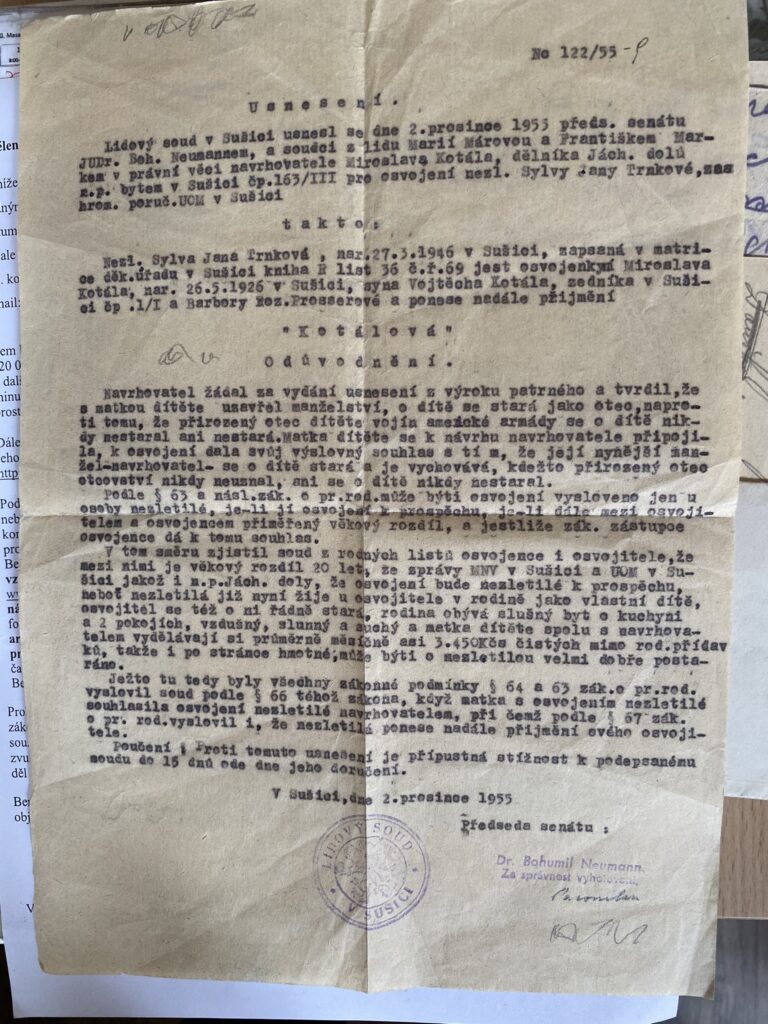 Nc 122/55-9
Usnesení.
Lidový soud v Sušici usnesl se dne 2.prosince 1955 předs. senátu
JUDr. Boh. Neumannem, a soudci z lidu Marií Márovou a Františkem Mar-
kem v právní věci navrhovatele Miroslava Kotála, dělníka Jách. dolů
n.p. bytem v Sušici čp.163/III pro osvojení nezl. Sylvy Jany Trnkové,zas
hrom. poruč.UOM v Sušici
takto:
Nezl. Sylva Jana Trnková , nar.27.3.1946 v Sušici, zapsaná v matri-
ce děk.úřadu v Sušici kniha R list 36 č.ř.69 jest osvojenkyní Miroslava
Kotála, nar. 26.5.1926 v Sušici, syna Vojtěcha Kotála, zedníka v Suši-
ci čp .1/I a Barbory roz.Prosserové a ponese nadále příjmení
"Kotálová"
Odůvodnění.
Navrhovatel žádal za vydání usnesení z výroku patrného a tvrdil,že
s matkou dítěte uzavřel manželství, o dítě se stará jako otec,napro-
ti tomu, že přirozený otec dítěte vojín americké armády se o dítě nik-
dy nestaral ani nestará.Matka dítěte se k návrhu navrhovatele připoji-
la, k osvojení dala svůj výslovný souhlas s tím, že její nynější man-
žel-navrhovatel- se o dítě stará a je vychovává, kdežto přirozený otec
otcovství nikdy neuznal, ani se o dítě nikdy nestaral.
Podle § 63 a násl.zák. o pr.rod.může býti osvojení vysloveno jen u
osoby nezletilé, je-li jí osvojení k prospěchu, je-li dále mezi osvoji-
telem a osvojencem přiměřený věkový rozdíl, a jestliže zák. zástupce
osvojence dá k tomu souhlas.
V tom směru zjistil soud z rodných listů osvojence i osvojitele,že
mezi nimi je věkový rozdíl 20 let, ze zprávy MNV v Sušici a UOM v Su-
šici jakož i n.p.Jách. doly, že osvojení bude nezletilé k prospěchu,
neboť nezletilá již nyní žije u osvojitele v rodině jako vlastní dítě,
osvojitel se též o ni řádně stará, rodina obývá slušný byt o kuchyni
a 2 pokojích, vzdušný, slunný a suchý a matka dítěte spolu s navrhova-
telem vydělávají si průměrně měsíčně asi 3.450Kčs čistých mimo rod.přídav
ků, takže i po stránce hmotné,může býti o nezletilou velmi dobře posta-
ráno.
Ježto tu tedy byly všechny zákonné podmínky § 64 a 63 zák.o pr.rod.
vyslovil soud podle § 66 téhož zákona, když matka s osvojením nezletilé
souhlasila osvojení nezletilé navrhovatelem, při čemž podle § 67 zák.
o pr. rod.vyslovil i, že nezletilá ponese nadále příjmení svého osvoji-
tele.
Poučení : Proti tomuto usnesení je přípustná stížnost k podepsanému
soudu do 15 dnů ode dne jeho doručení.
V Sušici,dne 2.prosince 1955
Předseda senátu :
LIDOVÝ SOUD
V SUŠICI
Dr. Bohumil Neumann.
Za správnost vyhotovení.